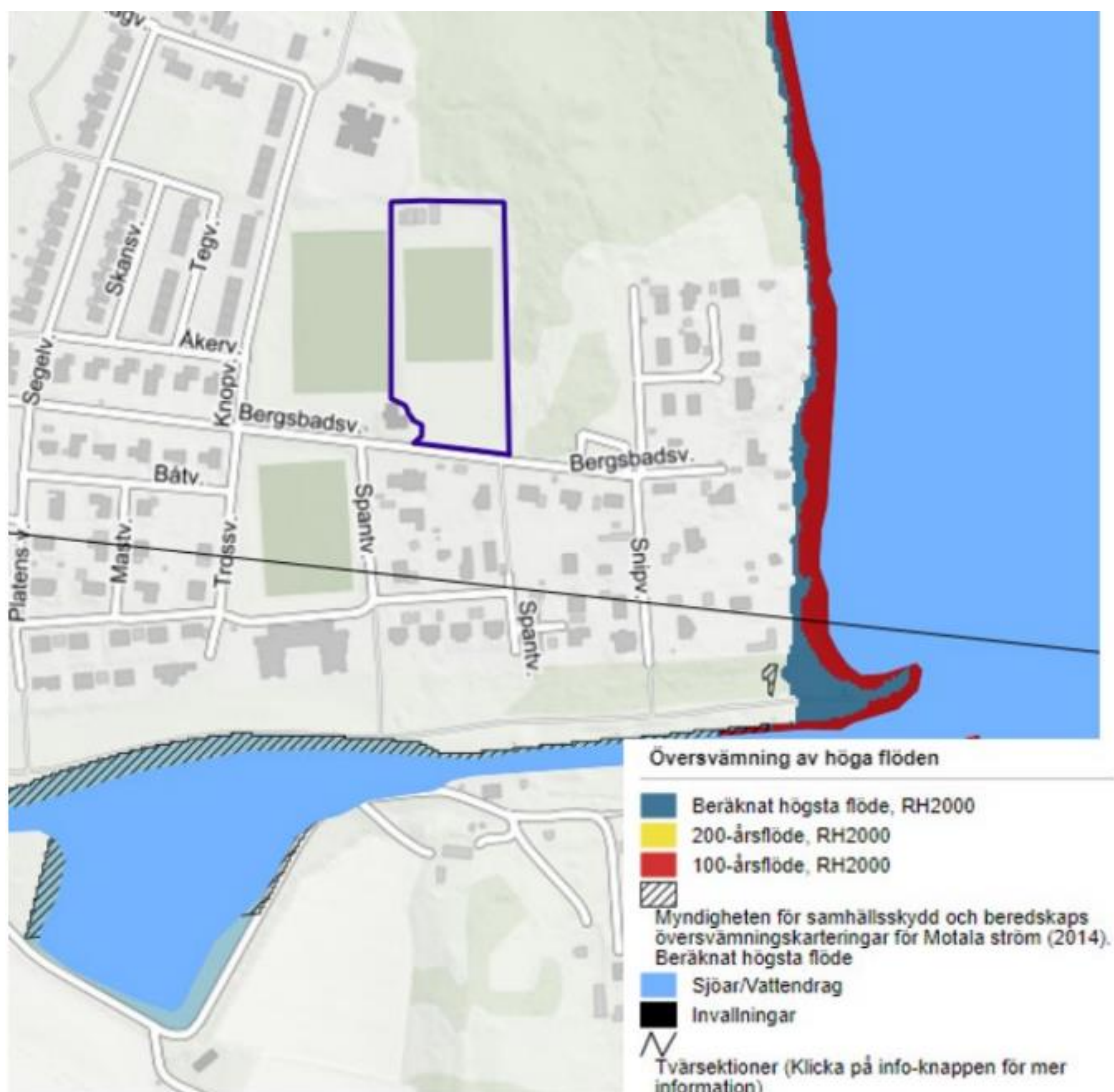 Skansv.
Tegv.
Åkerv.
Segelv.
Knopv.
Bergsbadsv.
Bergsbadsv.
Båtv.
Spantv.
Platens v.
Mastv.
Trossv.
Snipv.
Spantv.
Översvämning av höga flöden
Beräknat högsta flöde, RH2000
200-årsflöde, RH2000
100-årsflöde, RH2000
Myndigheten för samhällsskydd och beredskaps
översvämningskarteringar för Motala ström (2014).
Beräknat högsta flöde
Sjöar/Vattendrag
Invallningar
Tvärsektioner (Klicka på info-knappen för mer
information)